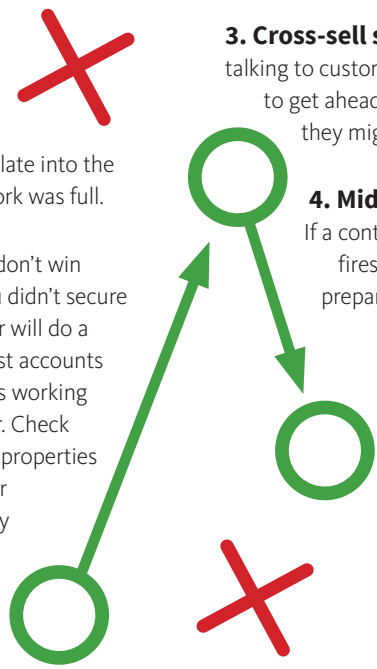 late into the
ork was full.
don’t win
u didn’t secure
r will do a
st accounts
s working
r. Check
properties
r
y
3. Cross-sell s
talking to custom
to get ahead
they mig
4. Mid
If a cont
fires
prepar